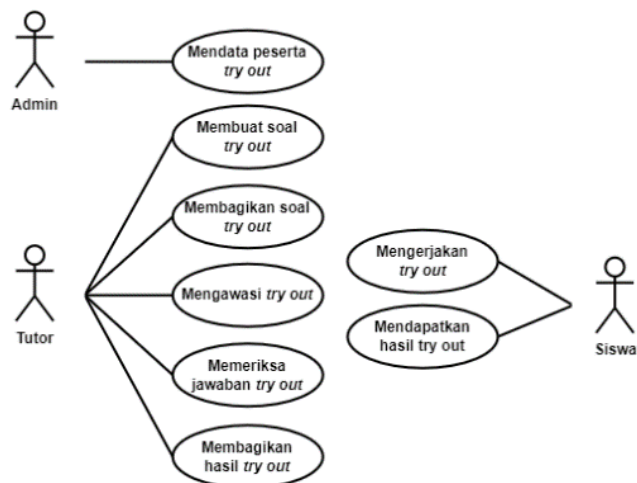 Mendata peserta
try out
Admin
Membuat soal
try out
Membagikan soal
try out
Mengawasi try out
Tutor
Memeriksa
jawaban try out
Membagikan
hasil try out
Mengerjakan
try out
Mendapatkan
hasil try out
Siswa